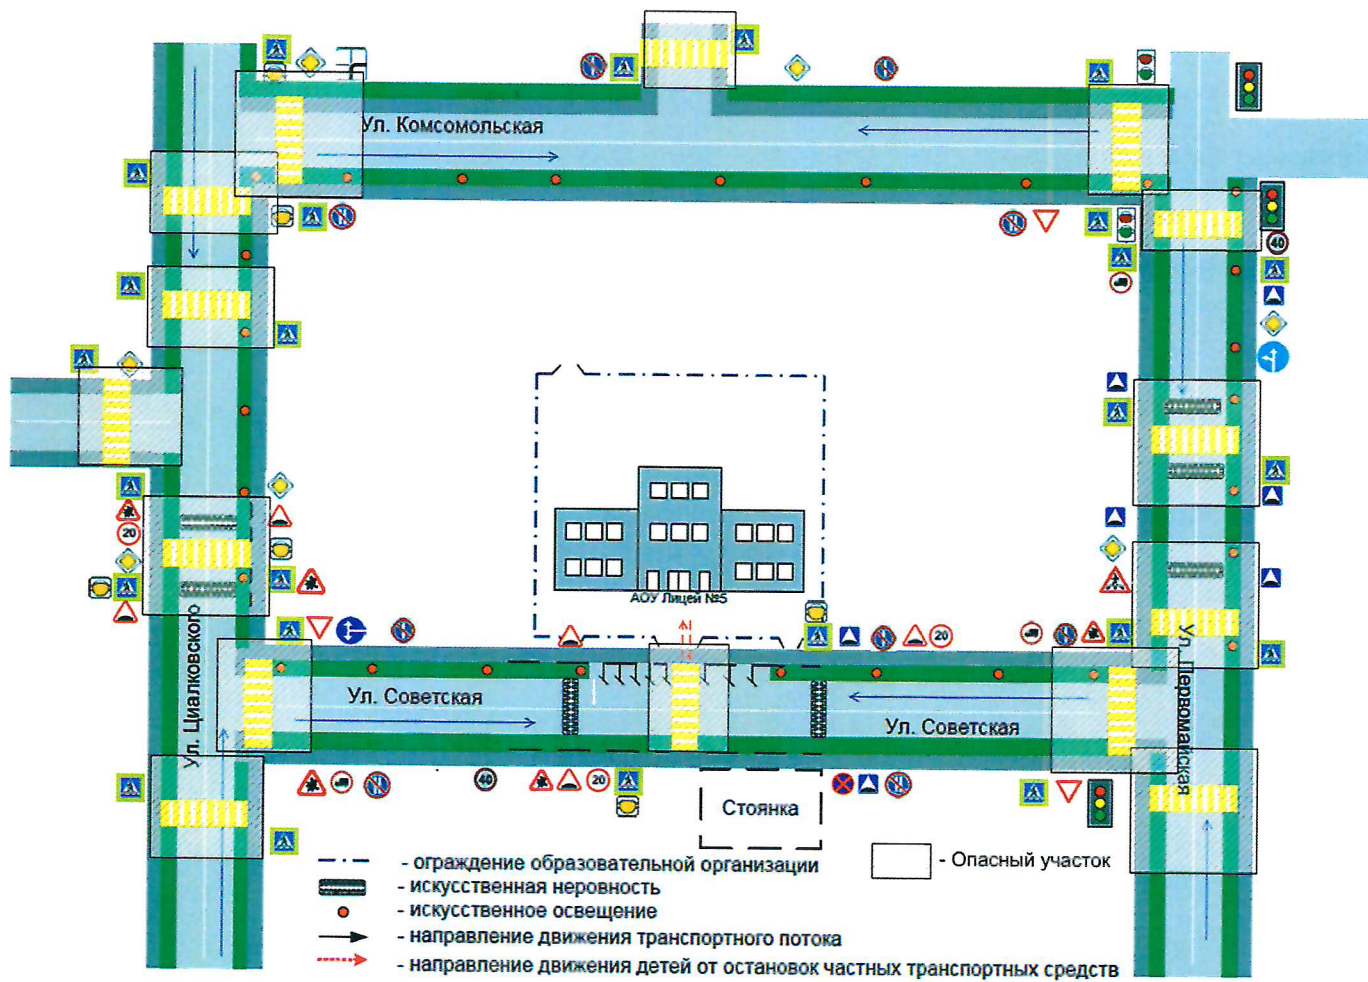 Ул. Комсомольская
40
20
АОУ Лицей №5
20
Ул. Циалковского
Ул. Советская
Ул. Советская
Ул. Первомайская
40
20
Стоянка
- ограждение образовательной организации
- Опасный участок
- искусственная неровность
- искусственное освещение
- направление движения транспортного потока
- направление движения детей от остановок частных транспортных средств